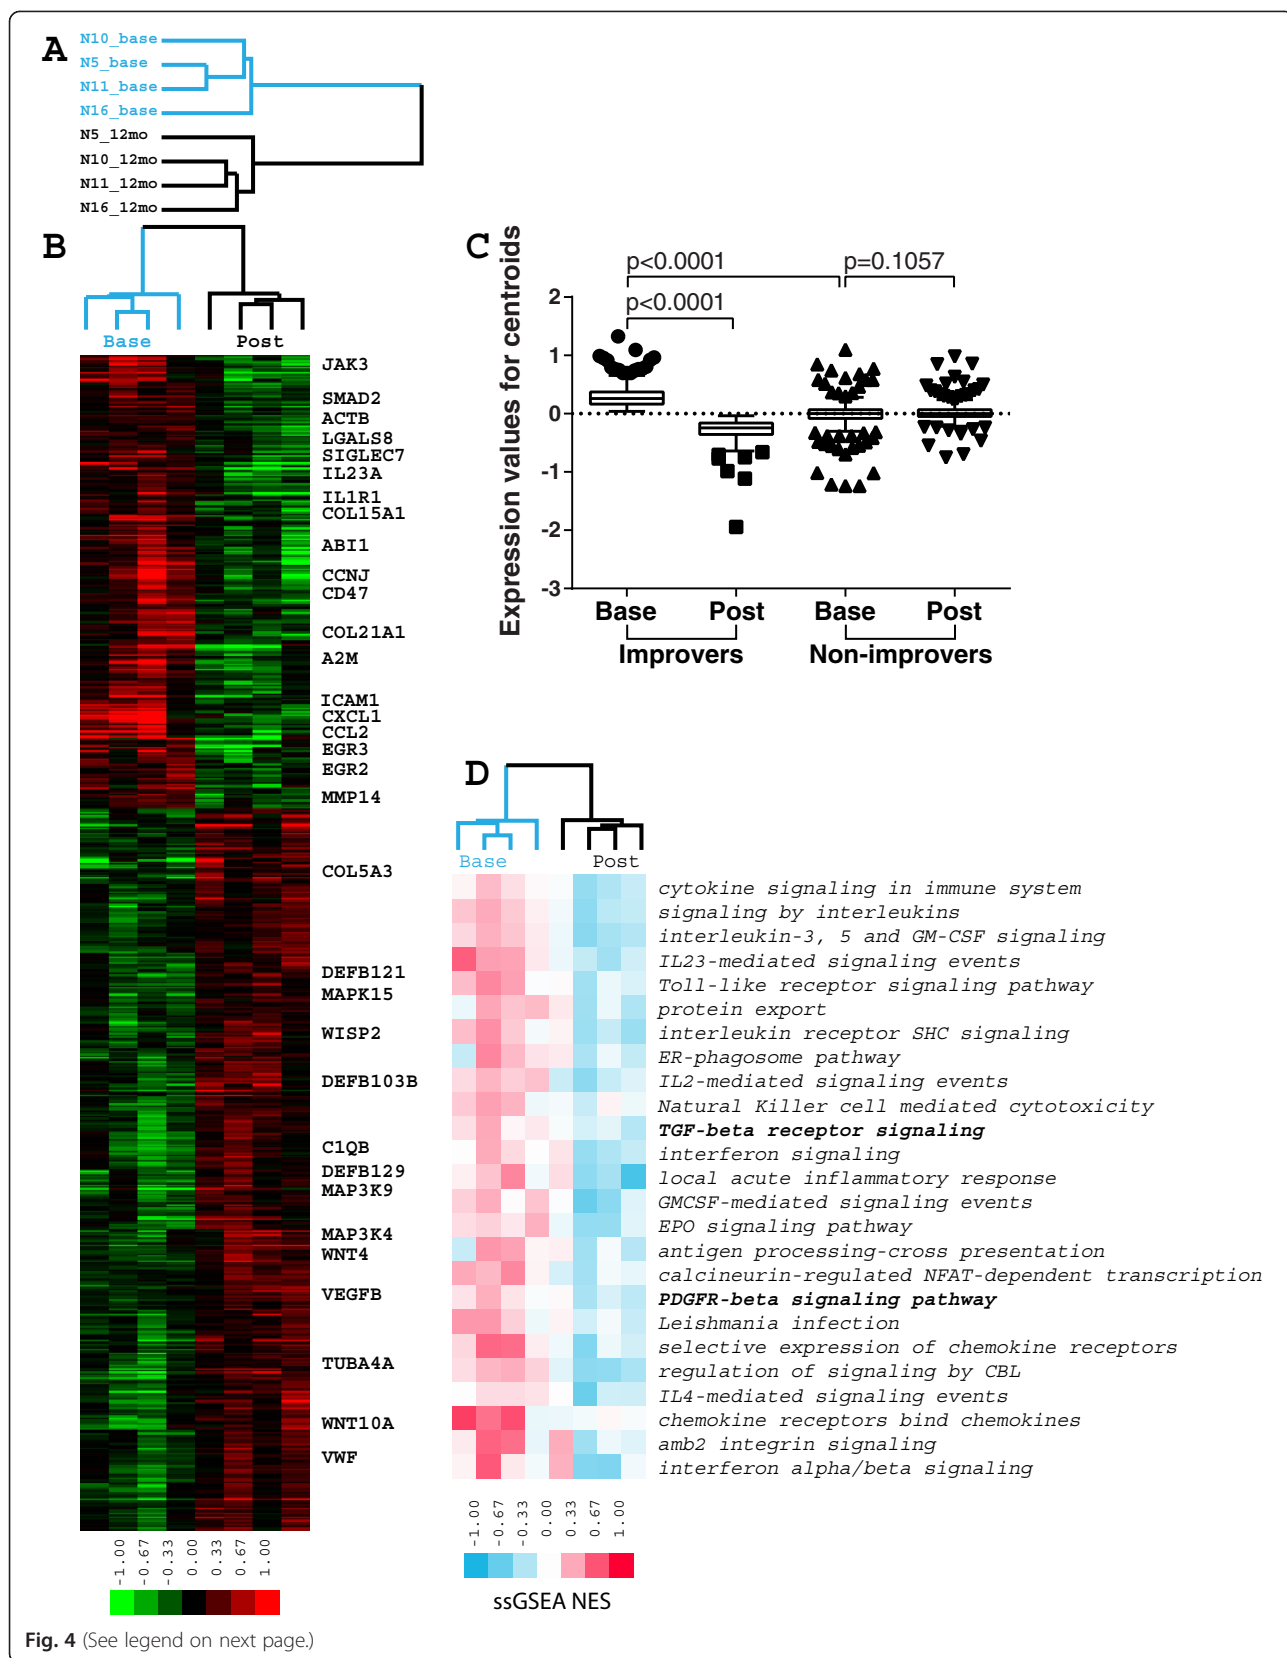 A
N10_base
N5_base
N11_base
N16_base
N5_12mo
N10_12mo
N11_12mo
N16_12mo
B
Base
Post
JAK3
SMAD2
ACTB
LGALS8
SIGLEC7
IL23A
IL1R1
COL15A1
ABI1
CCNJ
CD47
COL21A1
A2M
ICAM1
CXCL1
CCL2
EGR3
EGR2
MMP14
COL5A3
DEFB121
MAPK15
WISP2
DEFB103B
C1QB
DEFB129
MAP3K9
MAP3K4
WNT4
VEGFB
TUBA4A
WNT10A
VWF
-1.00
-0.67
-0.33
0.00
0.33
0.67
1.00
C
Expression values for centroids
p<0.0001
p=0.1057
p<0.0001
2
1
0
-1
-2
-3
Base
Post
Base
Post
Improvers
Non-improvers
D
Base
Post
cytokine signaling in immune system
signaling by interleukins
interleukin-3, 5 and GM-CSF signaling
IL23-mediated signaling events
Toll-like receptor signaling pathway
protein export
interleukin receptor SHC signaling
ER-phagosome pathway
IL2-mediated signaling events
Natural Killer cell mediated cytotoxicity
TGF-beta receptor signaling
interferon signaling
local acute inflammatory response
GMCSF-mediated signaling events
EPO signaling pathway
antigen processing-cross presentation
calcineurin-regulated NFAT-dependent transcription
PDGFR-beta signaling pathway
Leishmania infection
selective expression of chemokine receptors
regulation of signaling by CBL
IL4-mediated signaling events
chemokine receptors bind chemokines
amb2 integrin signaling
interferon alpha/beta signaling
-1.00
-0.67
-0.33
0.00
0.33
0.67
1.00
ssGSEA NES
Fig. 4 (See legend on next page.)